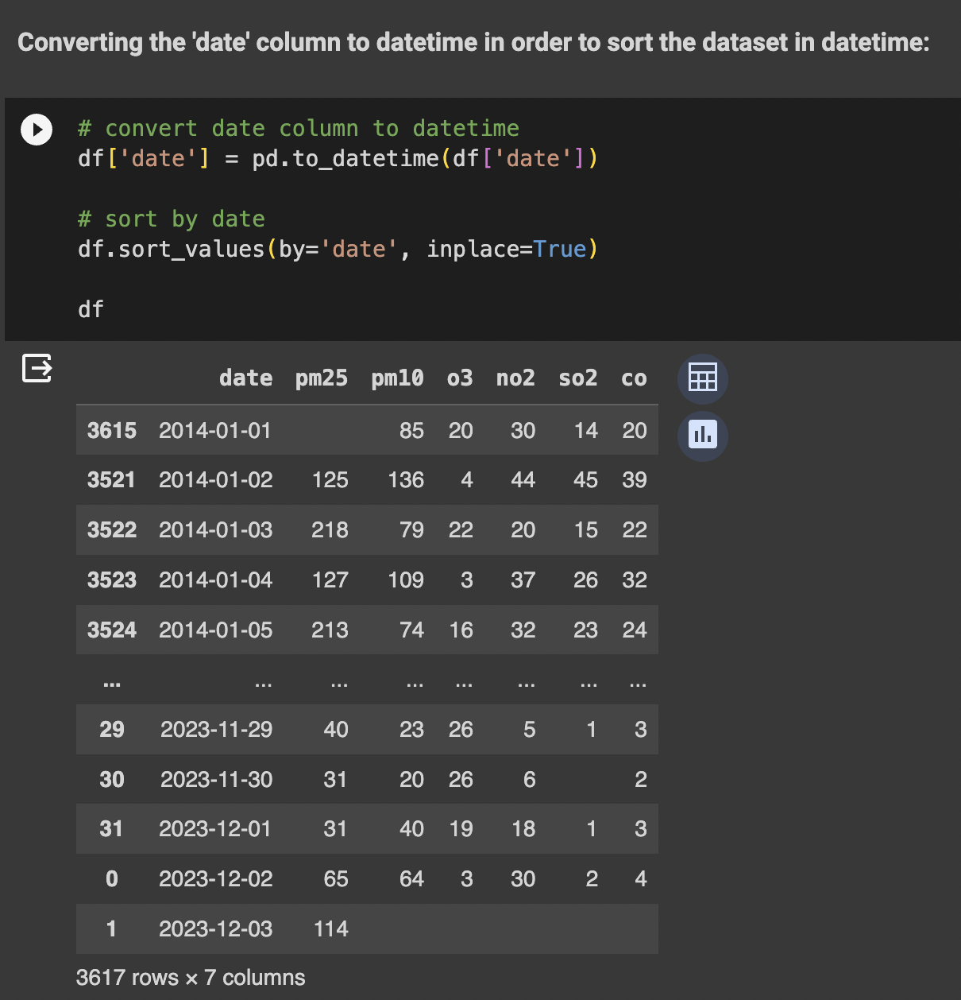 Converting the 'date' column to datetime in order to sort the dataset in datetime:
# convert date column to datetime
df['date'] = pd.to_datetime(df['date'])
# sort by date
df.sort_values(by='date', inplace=True)
df
date pm25 pm10 o3 no2 so2 co
3615 2014-01-01 85 20 30 14 20
3521 2014-01-02 125 136 4 44 45 39
3522 2014-01-03 218 79 22 20 15 22
3523 2014-01-04 127 109 3 37 26 32
3524 2014-01-05 213 74 16 32 23 24
... ... ... ... ... ... ... ...
29 2023-11-29 40 23 26 5 1 3
30 2023-11-30 31 20 26 6 2
31 2023-12-01 31 40 19 18 1 3
0 2023-12-02 65 64 3 30 2 4
1 2023-12-03 114
3617 rows × 7 columns